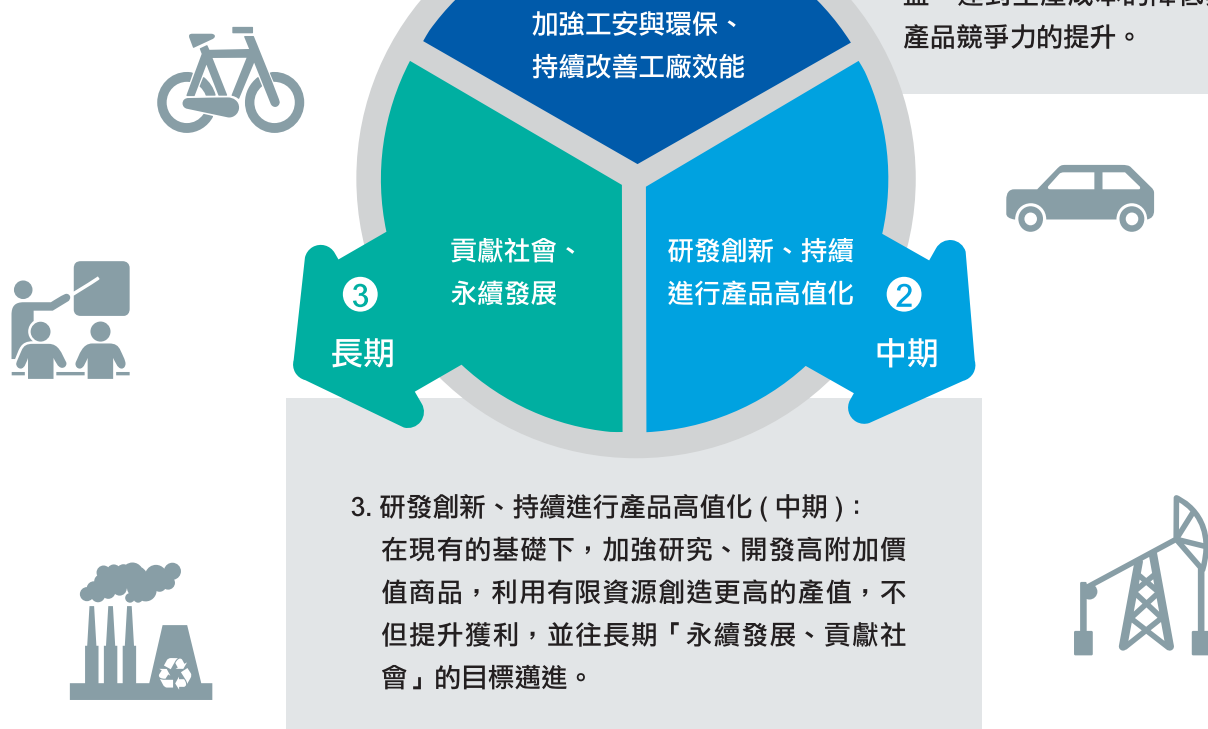 產品競爭力的提升。
加強工安與環保、
持續改善工廠效能
貢獻社會、
永續發展
3
長期
研發創新、持續
進行產品高值化
2
中期
3. 研發創新、持續進行產品高值化 ( 中期 )：
在現有的基礎下，加強研究、開發高附加價
值商品，利用有限資源創造更高的產值，不
但提升獲利，並往長期「永續發展、貢獻社
會」的目標邁進。